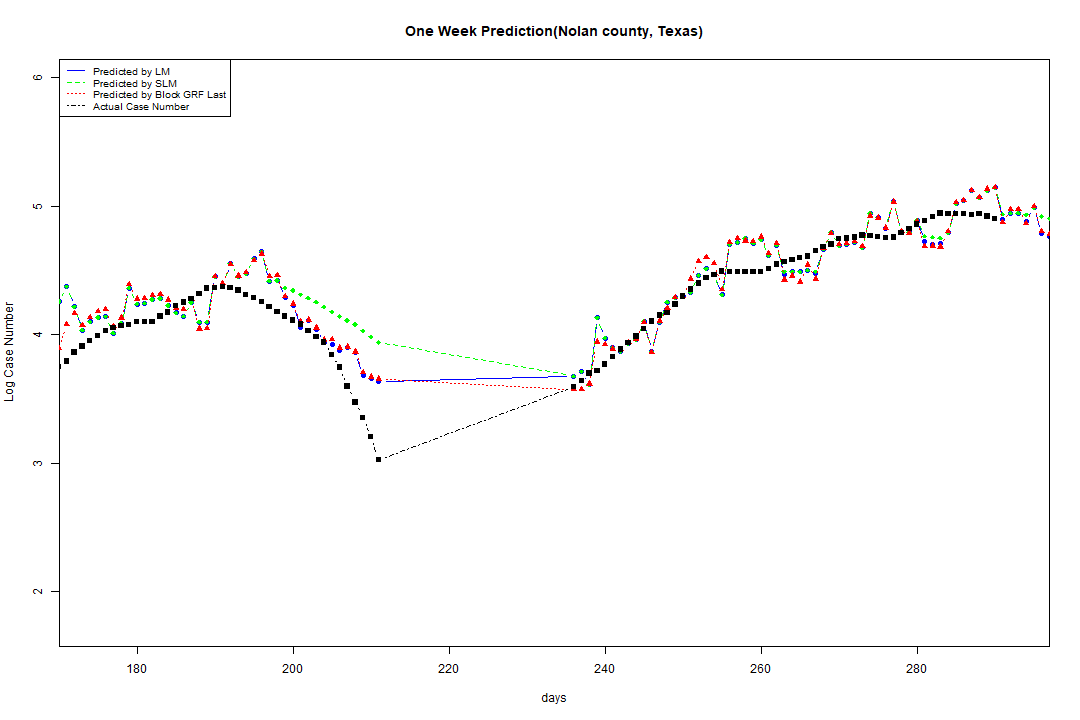 One Week Prediction(Nolan county, Texas)
Predicted by LM
Predicted by SLM
Predicted by Block GRF Last
Actual Case Number
6
5
4
3
2
Log Case Number
180 200 220 240 260 280
days